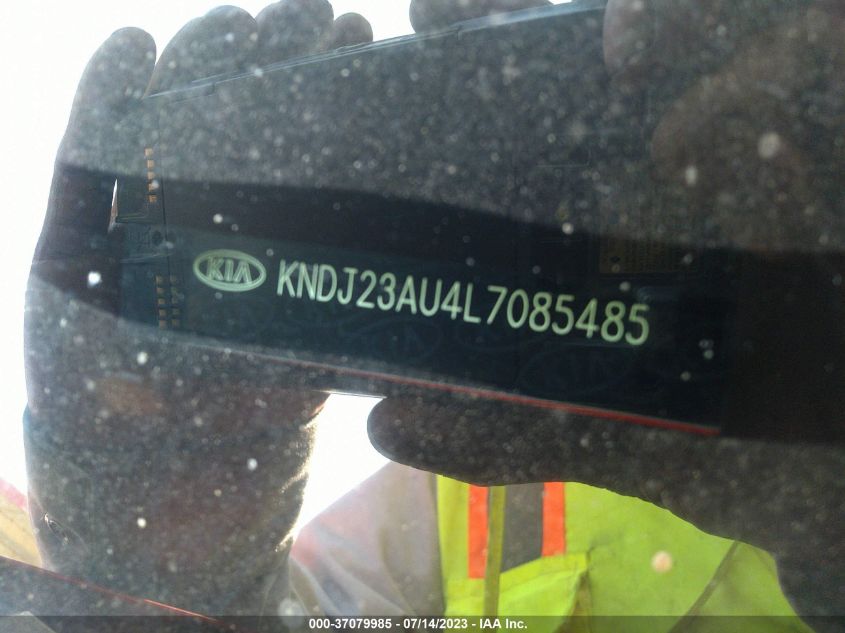 KIA KNDJ23AU4L7085485
000-37079985 - 07/14/2023 - IAA Inc.